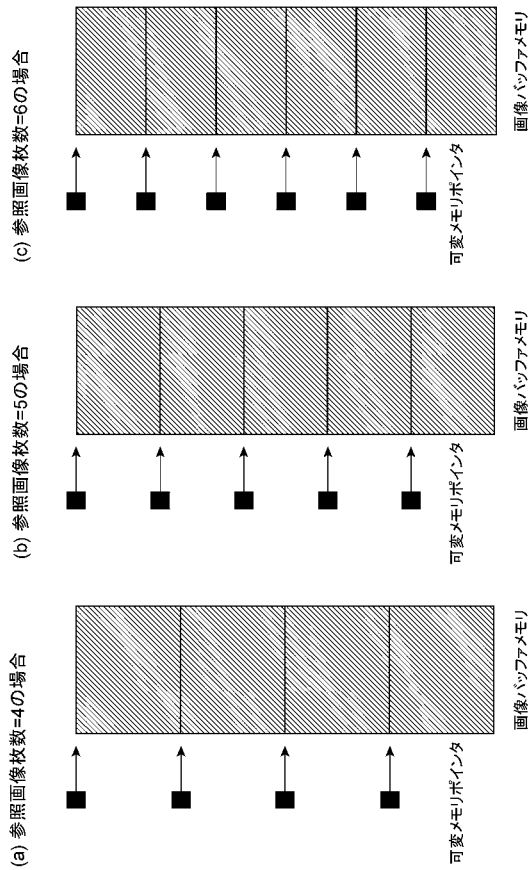 (a) 参照画像枚数=4の場合
可変メモリポインタ
画像バッファメモリ
(b) 参照画像枚数=5の場合
可変メモリポインタ
画像バッファメモリ
(c) 参照画像枚数=6の場合
可変メモリポインタ
画像バッファメモリ